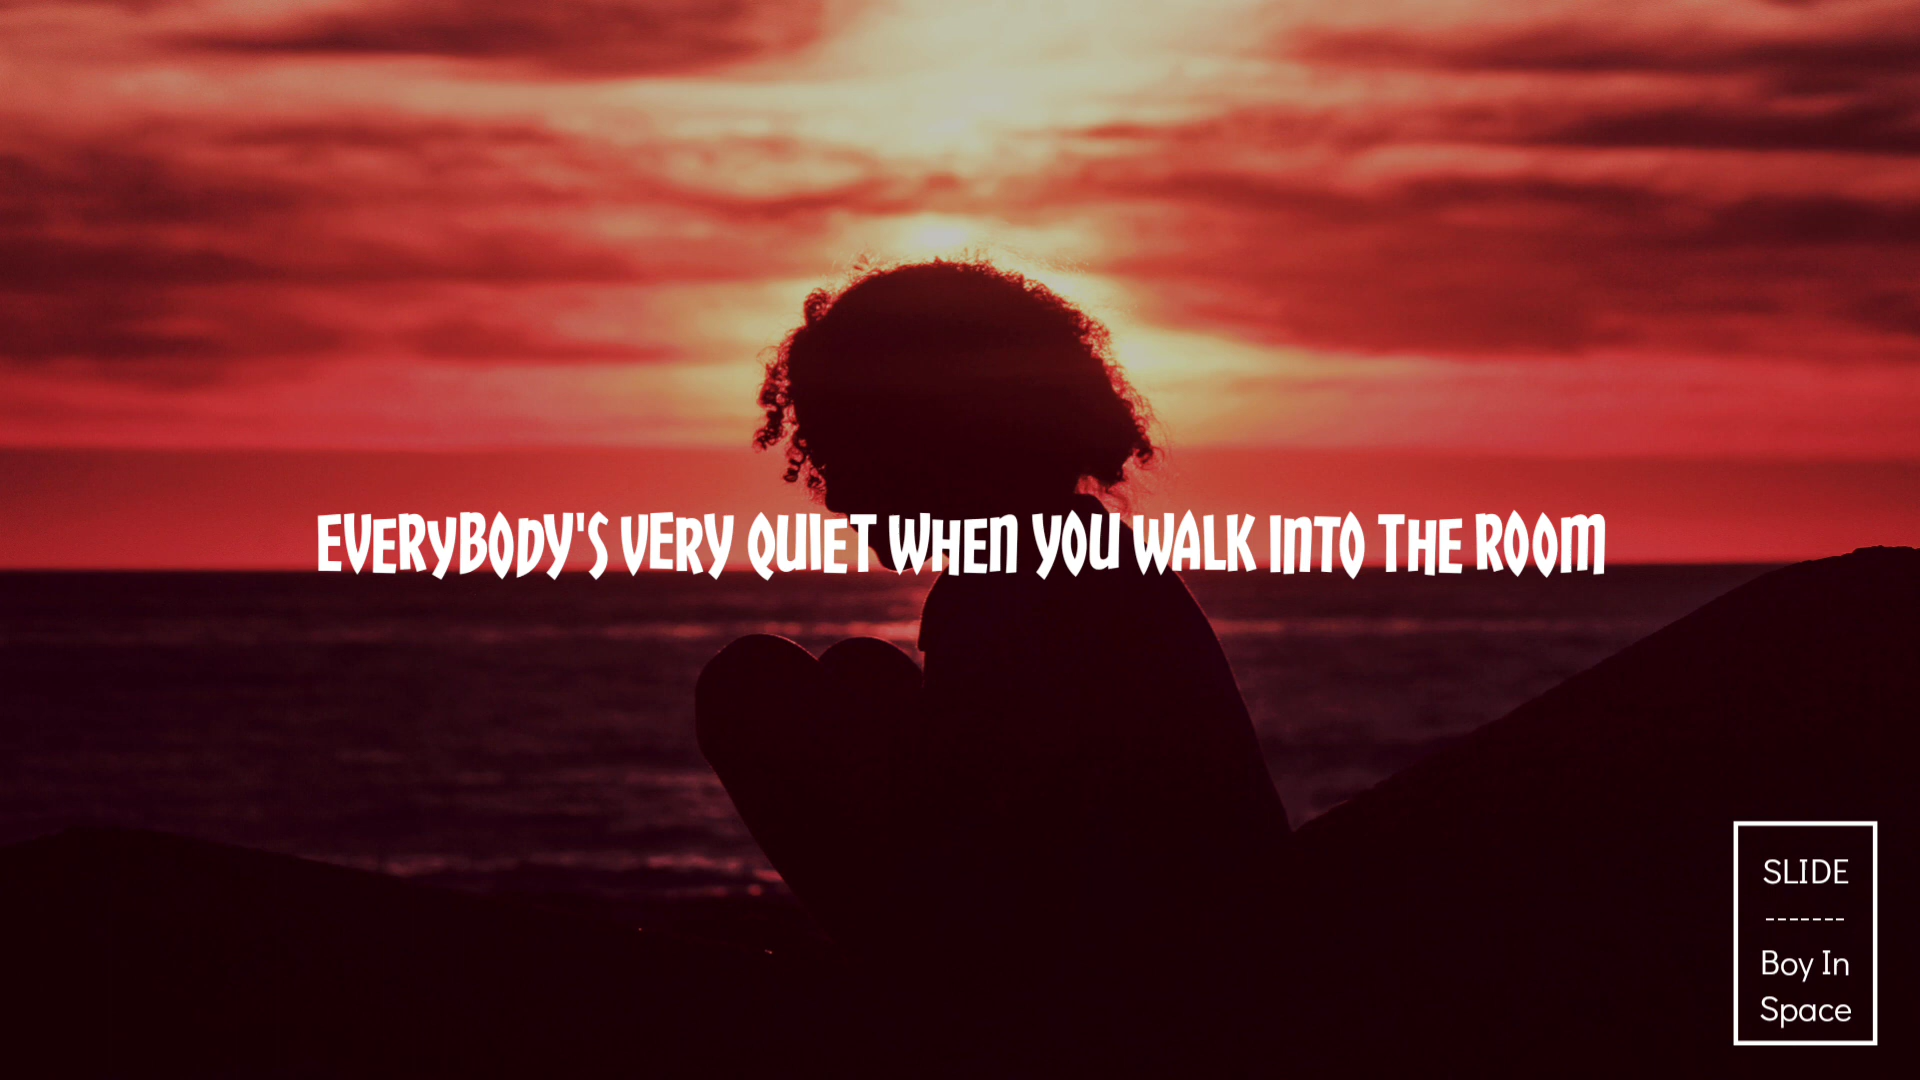 EVERYBODY'S VERY QUIET WHEN YOU WALK INTO THE ROOM
SLIDE
-------
Boy In
Space